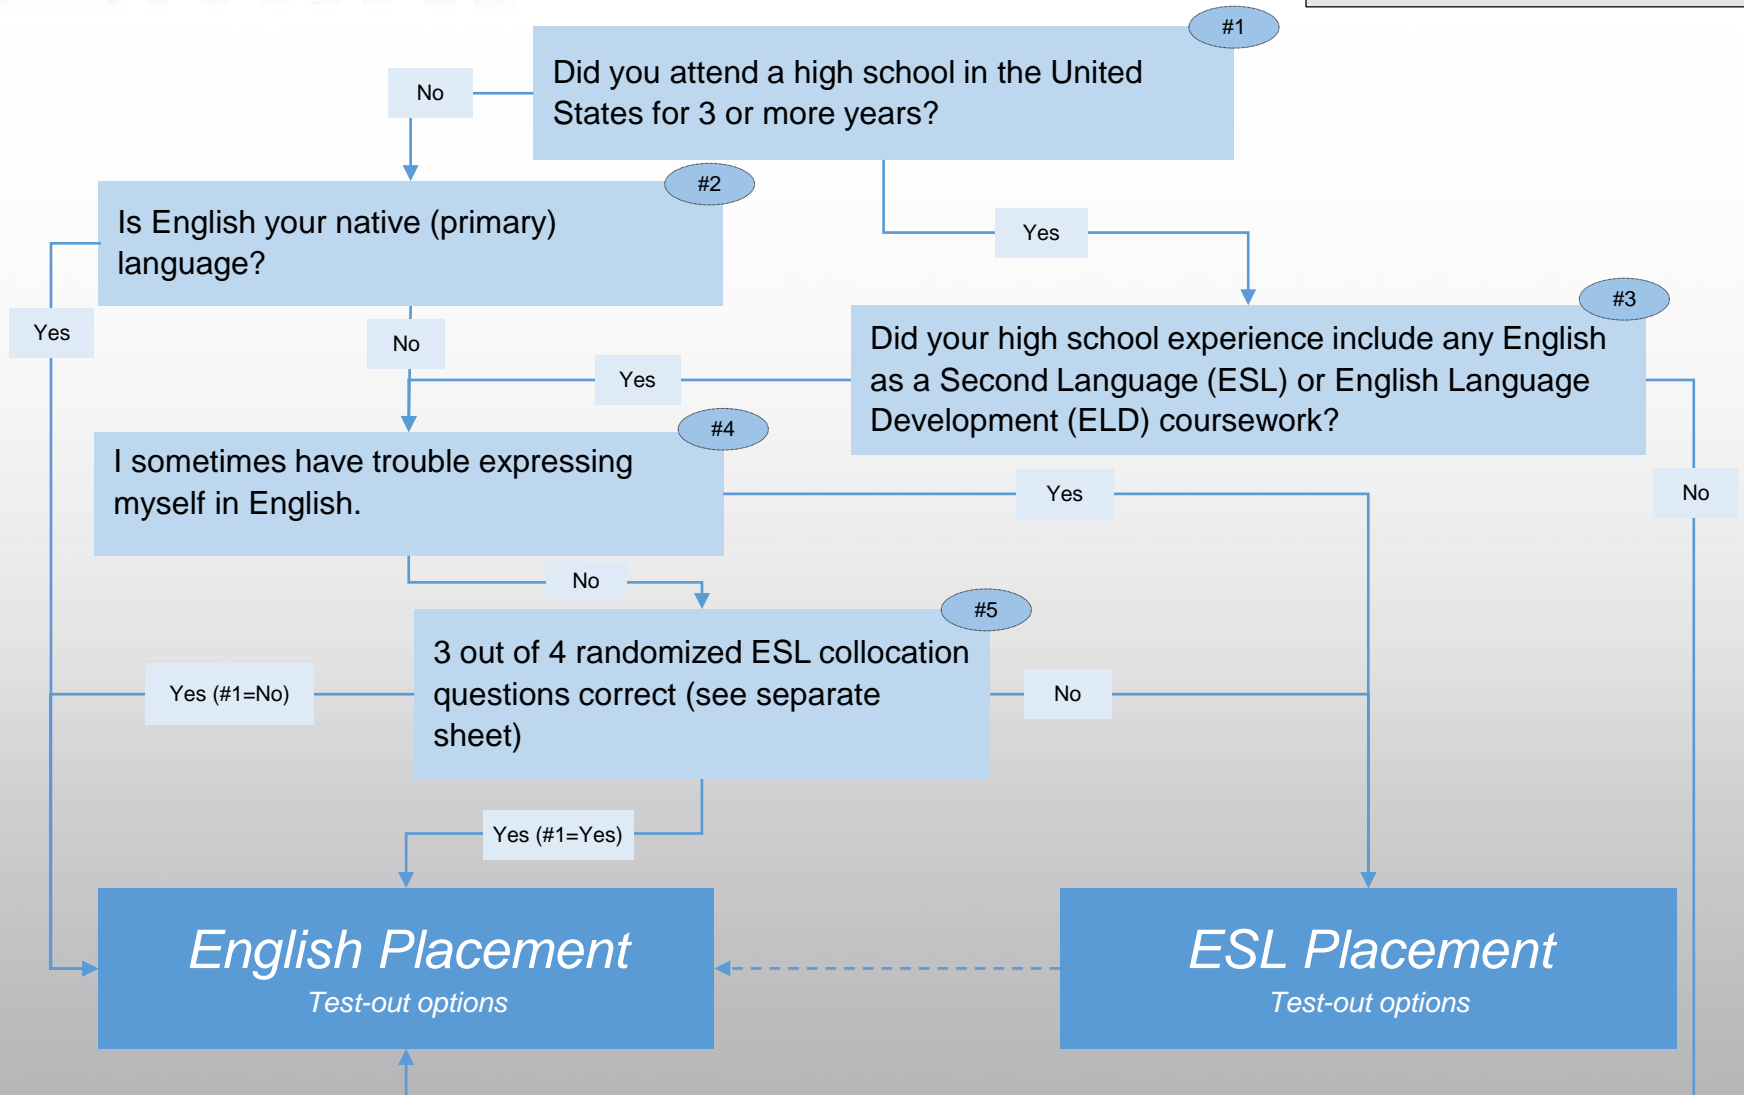 #1
Did you attend a high school in the United
States for 3 or more years?
No
#2
Is English your native (primary)
language?
Yes
#3
Did your high school experience include any English
as a Second Language (ESL) or English Language
Development (ELD) coursework?
Yes
No
Yes
#4
I sometimes have trouble expressing
myself in English.
Yes
No
No
#5
3 out of 4 randomized ESL collocation
questions correct (see separate
sheet)
Yes (#1=No)
No
Yes (#1=Yes)
English Placement
Test-out options
ESL Placement
Test-out options